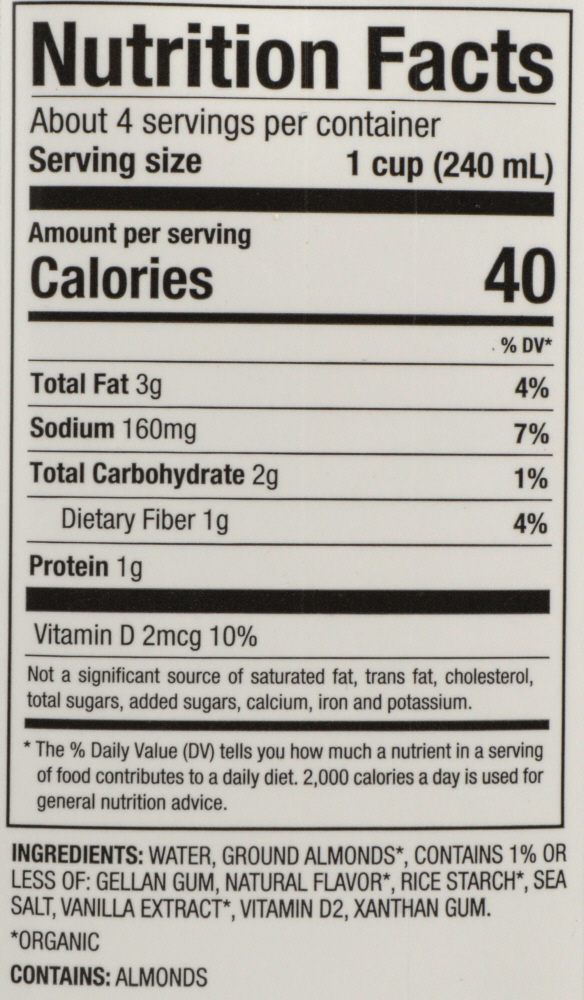 Nutrition Facts
About 4 servings per container
Serving size 1 cup (240 mL)
Amount per serving
Calories 40
% DV*
Total Fat 3g 4%
Sodium 160mg 7%
Total Carbohydrate 2g 1%
Dietary Fiber 1g 4%
Protein 1g
Vitamin D 2mcg 10%
Not a significant source of saturated fat, trans fat, cholesterol,
total sugars, added sugars, calcium, iron and potassium.
* The % Daily Value (DV) tells you how much a nutrient in a serving
of food contributes to a daily diet. 2,000 calories a day is used for
general nutrition advice.
INGREDIENTS: WATER, GROUND ALMONDS*, CONTAINS 1% OR
LESS OF: GELLAN GUM, NATURAL FLAVOR*, RICE STARCH*, SEA
SALT, VANILLA EXTRACT*, VITAMIN D2, XANTHAN GUM.
*ORGANIC
CONTAINS: ALMONDS